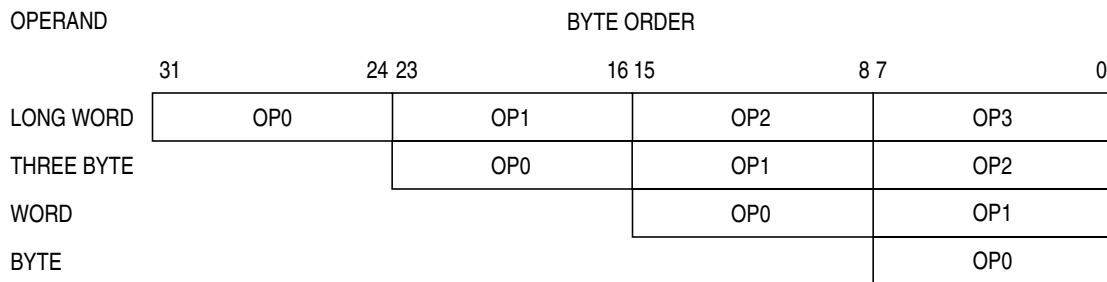 OPERAND BYTE ORDER
31 24 23 16 15 8 7 0
LONG WORD OP0 OP1 OP2 OP3
THREE BYTE OP0 OP1 OP2
WORD OP0 OP1
BYTE OP0